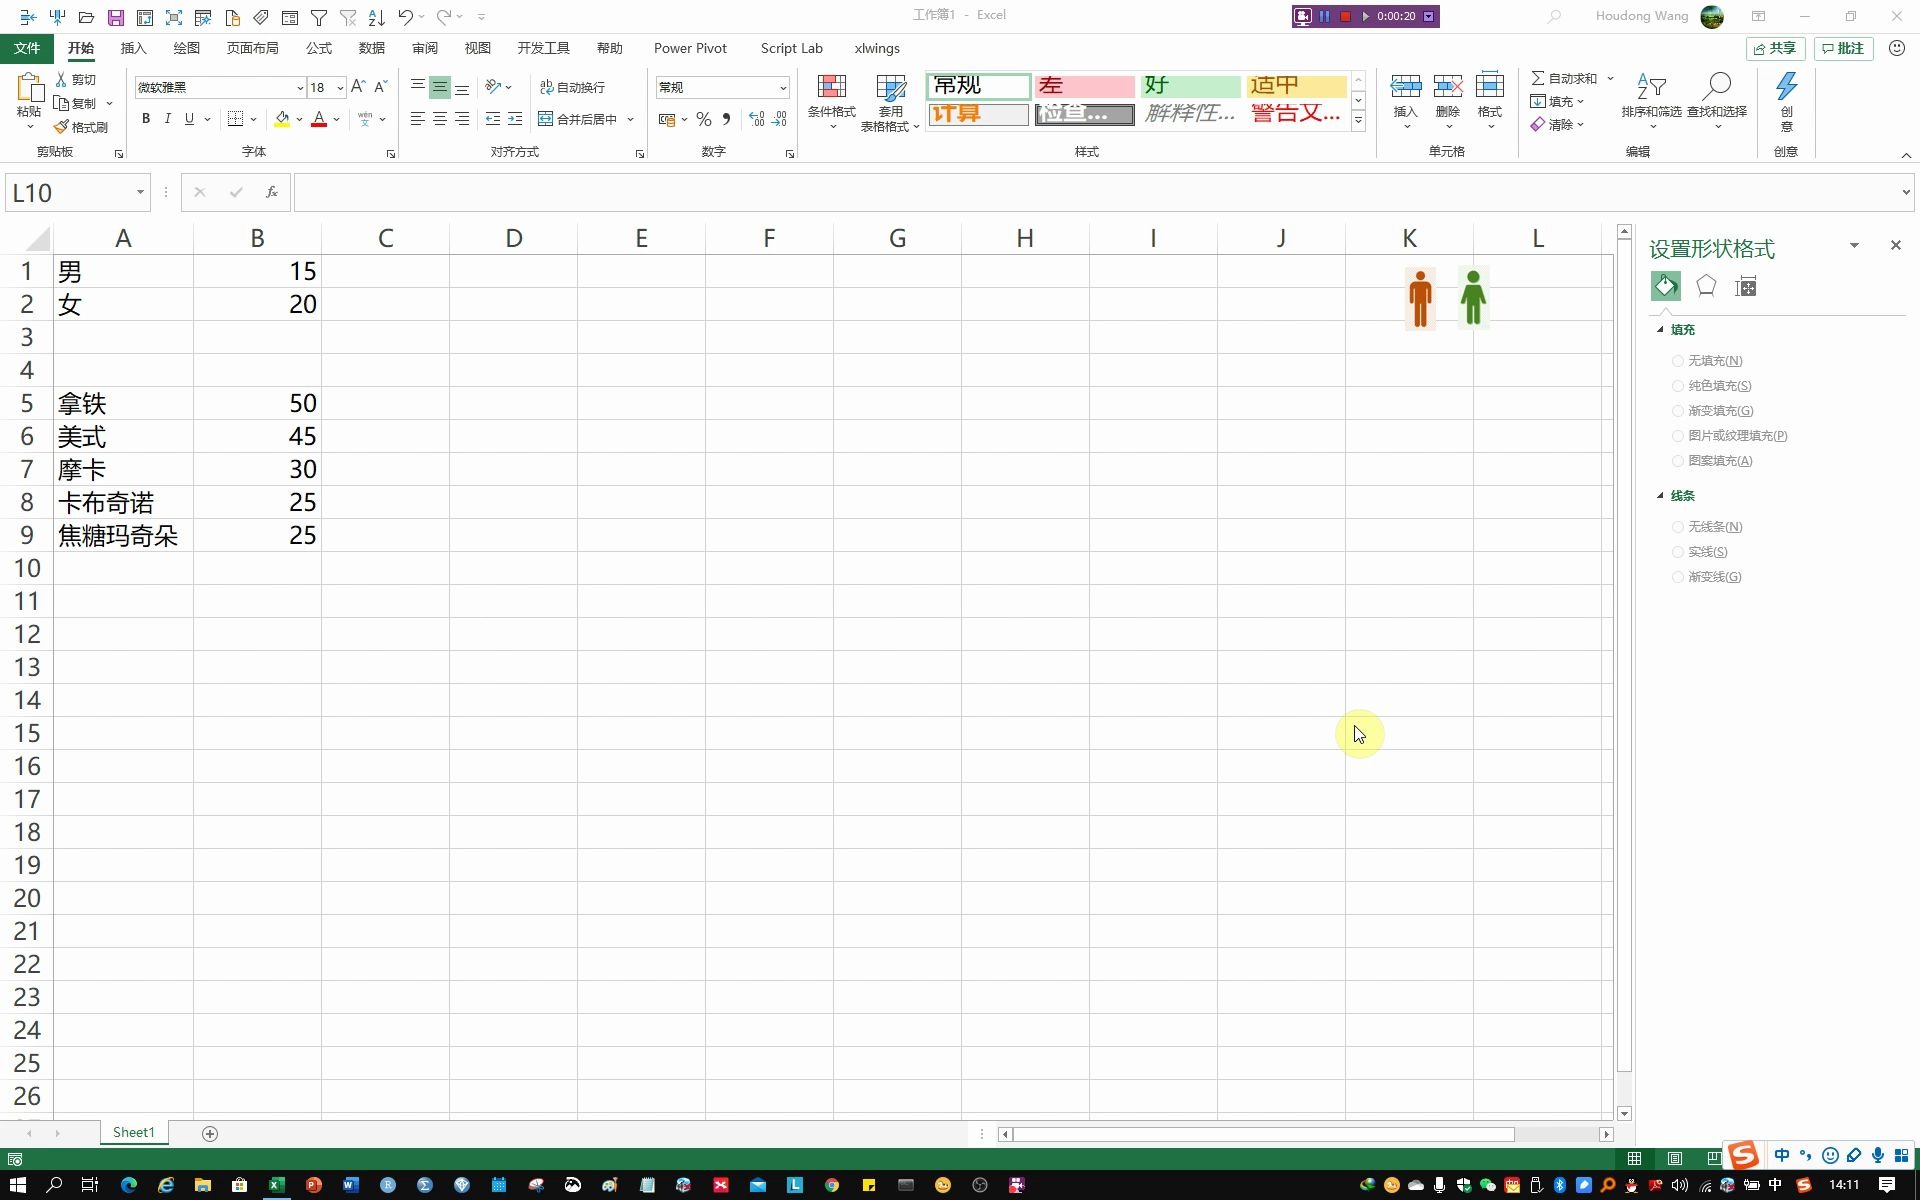 工作簿1 - Excel
0:00:20
Houdong Wang
文件 开始 插入 绘图 页面布局 公式 数据 审阅 视图 开发工具 帮助 Power Pivot Script Lab xlwings
共享 批注
粘贴 剪切 复制 格式刷 剪贴板
微软雅黑 18 A A
B I U A wén 文 字体
ab 自动换行
合并后居中
对齐方式
常规
% , 数字
条件格式 套用表格格式
常规 差 好 适中
计算 检查... 解释性... 警告文...
样式
插入 删除 格式
单元格
自动求和 填充 清除
排序和筛选 查找和选择
编辑
创意
创意
L10 fx
A B C D E F G H I J K L
1 男 15
2 女 20
3
4
5 拿铁 50
6 美式 45
7 摩卡 30
8 卡布奇诺 25
9 焦糖玛奇朵 25
10
11
12
13
14
15
16
17
18
19
20
21
22
23
24
25
26
设置形状格式
填充
无填充(N)
纯色填充(S)
渐变填充(G)
图片或纹理填充(P)
图案填充(A)
线条
无线条(N)
实线(S)
渐变线(G)
Sheet1
中
中 14:11